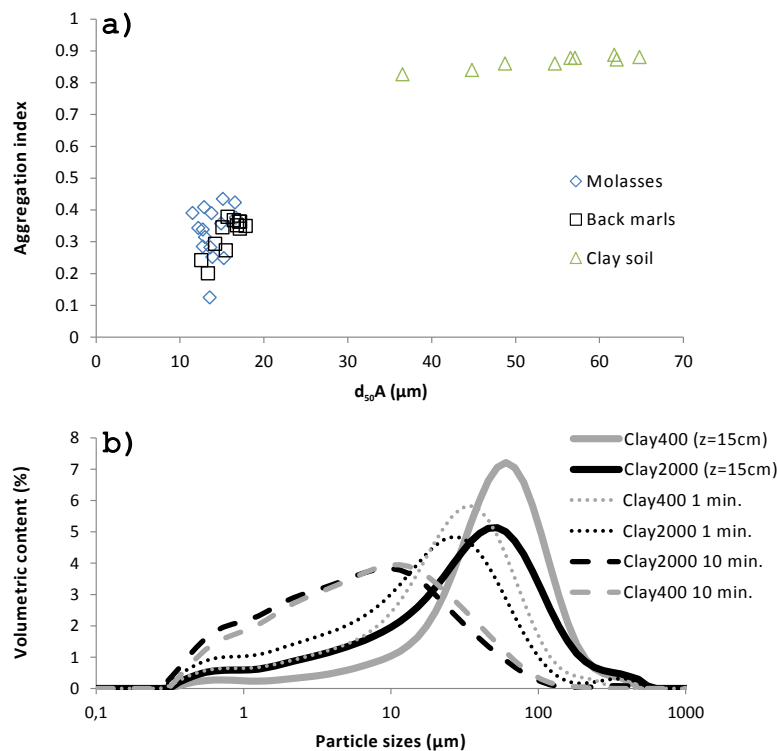 a)
1
0.9
0.8
0.7
0.6
0.5
0.4
0.3
0.2
0.1
0
Aggregation index
Molasses
Back marls
Clay soil
0 10 20 30 40 50 60 70
d₅₀A (µm)
b)
8
7
6
5
4
3
2
1
0
Volumetric content (%)
Clay400 (z=15cm)
Clay2000 (z=15cm)
Clay400 1 min.
Clay2000 1 min.
Clay2000 10 min.
Clay400 10 min.
0,1 1 10 100 1000
Particle sizes (µm)